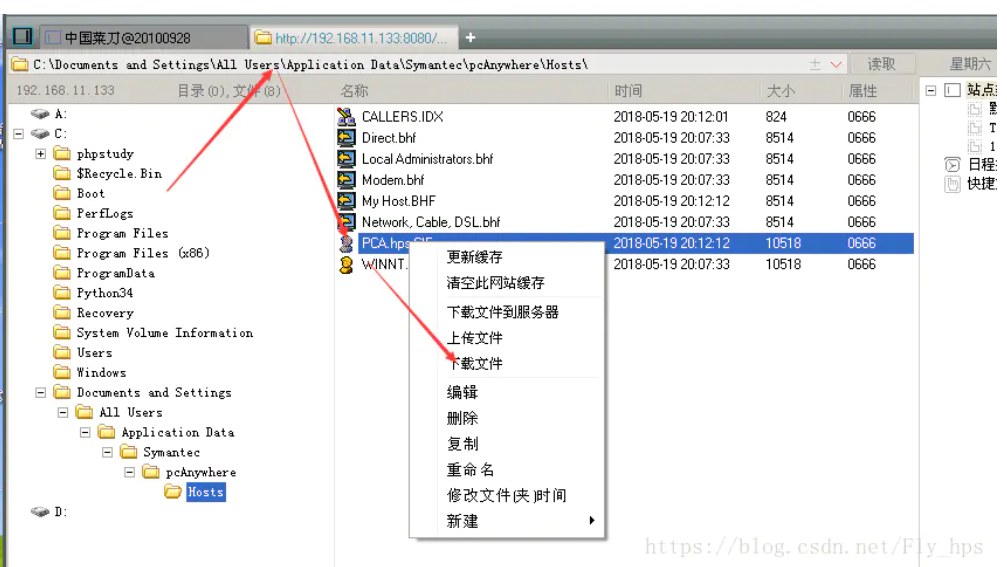 中国菜刀@20100928
http://192.168.11.133:8080/...
+
C:\Documents and Settings\All Users\Application Data\Symantec\pcAnywhere\Hosts\
读取
星期六
192.168.11.133 目录(0),文件(8)
名称 时间 大小 属性
A:
C:
phpstudy
$Recycle.Bin
Boot
PerfLogs
Program Files
Program Files (x86)
ProgramData
Python34
Recovery
System Volume Information
Users
Windows
Documents and Settings
All Users
Application Data
Symantec
pcAnywhere
Hosts
D:
CALLERS.IDX 2018-05-19 20:12:01 824 0666
Direct.bhf 2018-05-19 20:07:33 8514 0666
Local Administrators.bhf 2018-05-19 20:07:33 8514 0666
Modem.bhf 2018-05-19 20:07:33 8514 0666
My Host.BHF 2018-05-19 20:12:12 8514 0666
Network, Cable, DSL.bhf 2018-05-19 20:07:33 8514 0666
PCA.hps.CIF 2018-05-19 20:12:12 10518 0666
WINNT. 2018-05-19 20:07:33 10518 0666
更新缓存
清空此网站缓存
下载文件到服务器
上传文件
下载文件
编辑
删除
复制
重命名
修改文件(夹)时间
新建
站点
T
1
日程
快捷
https://blog.csdn.net/Fly_hps